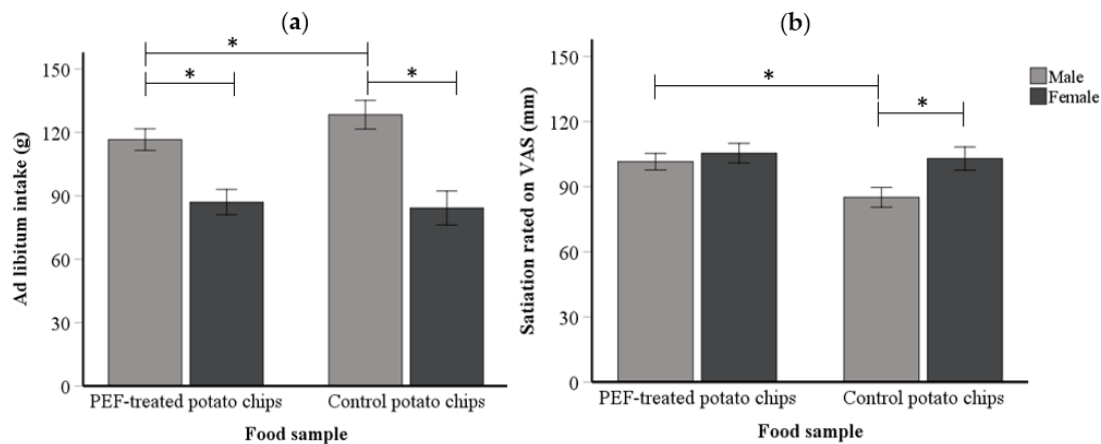 (a)
*
*
*
150
120
90
60
30
0
Ad libitum intake (g)
PEF-treated potato chips
Control potato chips
Food sample
(b)
*
*
150
120
90
60
30
0
Satiation rated on VAS (mm)
PEF-treated potato chips
Control potato chips
Food sample
Male
Female